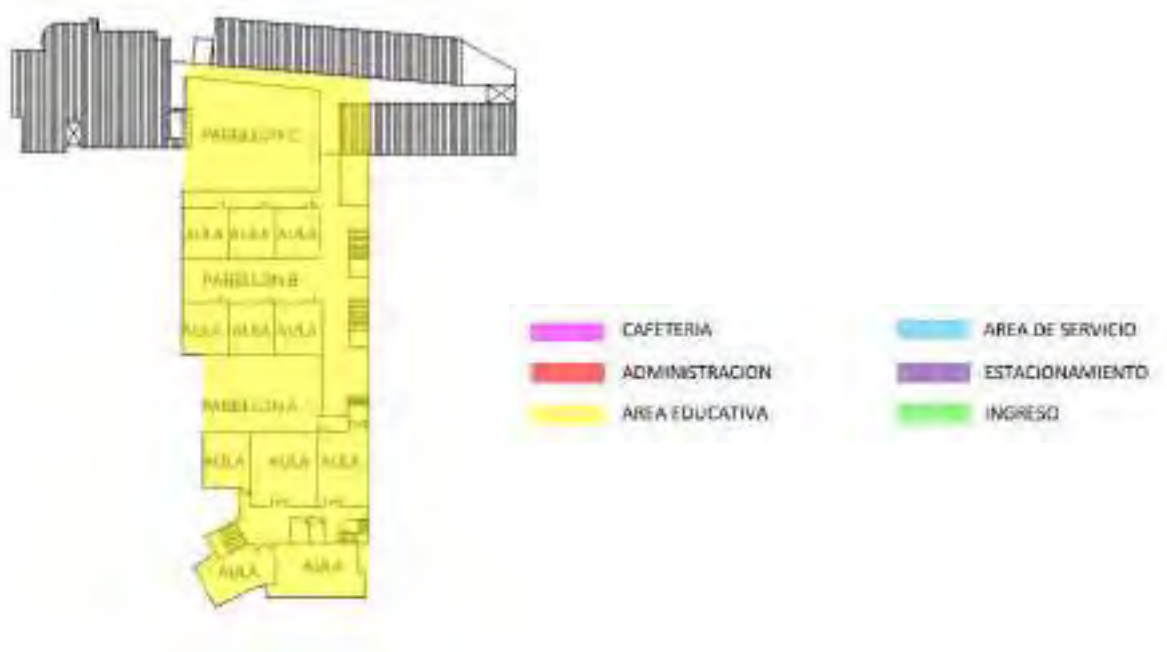 PABELLON C
AULA AULA AULA
PABELLON B
AULA AULA AULA
PABELLON A
AULA AULA AULA
AULA AULA
CAFETERIA
ADMINISTRACION
AREA EDUCATIVA
AREA DE SERVICIO
ESTACIONAMIENTO
INGRESO